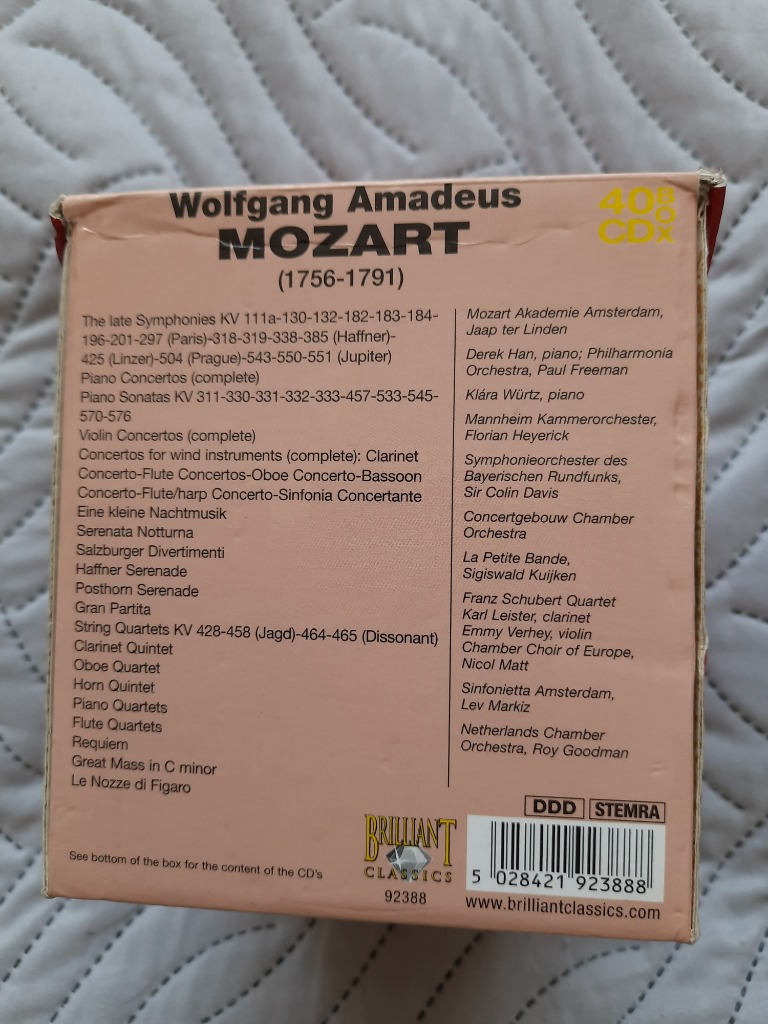 Wolfgang Amadeus
MOZART
(1756-1791)
40 BOX
CD
The late Symphonies KV 111a-130-132-182-183-184-
196-201-297 (Paris)-318-319-338-385 (Haffner)-
425 (Linzer)-504 (Prague)-543-550-551 (Jupiter)
Piano Concertos (complete)
Piano Sonatas KV 311-330-331-332-333-457-533-545-
570-576
Violin Concertos (complete)
Concertos for wind instruments (complete): Clarinet
Concerto-Flute Concertos-Oboe Concerto-Bassoon
Concerto-Flute/harp Concerto-Sinfonia Concertante
Eine kleine Nachtmusik
Serenata Notturna
Salzburger Divertimenti
Haffner Serenade
Posthorn Serenade
Gran Partita
String Quartets KV 428-458 (Jagd)-464-465 (Dissonant)
Clarinet Quintet
Oboe Quartet
Horn Quintet
Piano Quartets
Flute Quartets
Requiem
Great Mass in C minor
Le Nozze di Figaro
Mozart Akademie Amsterdam,
Jaap ter Linden
Derek Han, piano; Philharmonia
Orchestra, Paul Freeman
Klára Würtz, piano
Mannheim Kammerorchester,
Florian Heyerick
Symphonieorchester des
Bayerischen Rundfunks,
Sir Colin Davis
Concertgebouw Chamber
Orchestra
La Petite Bande,
Sigiswald Kuijken
Franz Schubert Quartet
Karl Leister, clarinet
Emmy Verhey, violin
Chamber Choir of Europe,
Nicol Matt
Sinfonietta Amsterdam,
Lev Markiz
Netherlands Chamber
Orchestra, Roy Goodman
DDD STEMRA
See bottom of the box for the content of the CD's
BRILLIANT
CLASSICS
92388
5 028421 923888
www.brilliantclassics.com